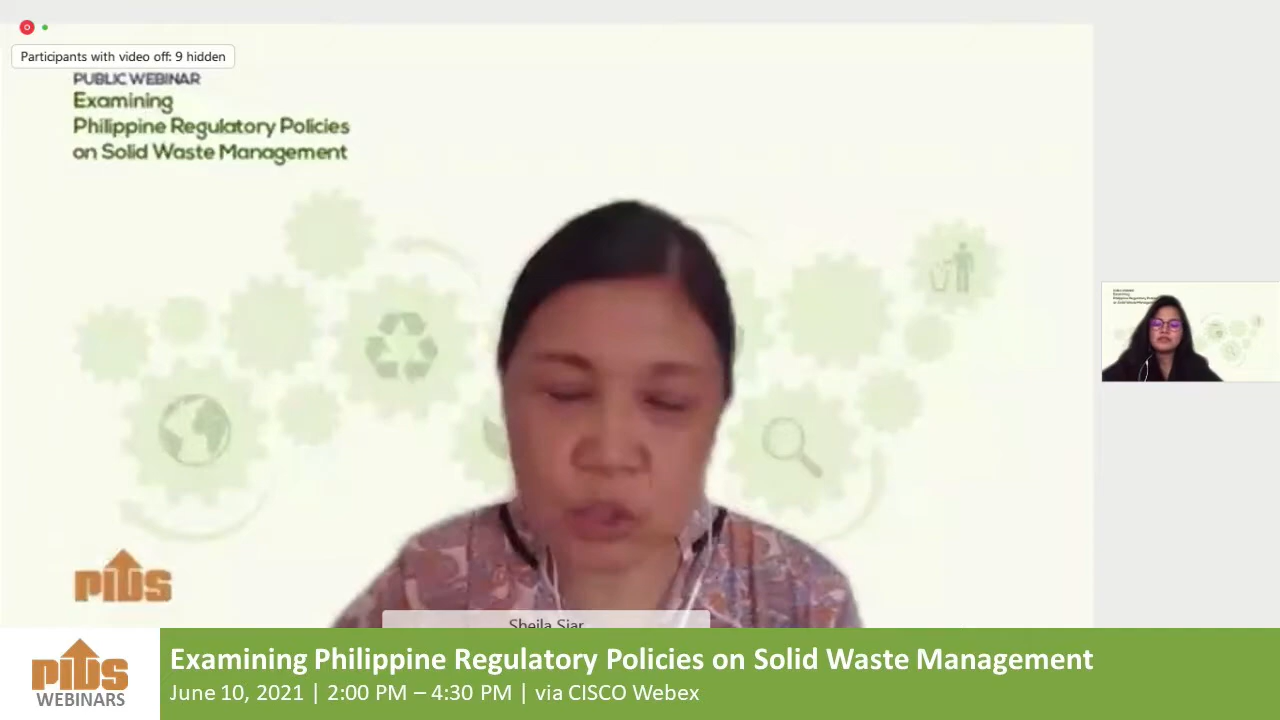 Participants with video off: 9 hidden
PUBLIC WEBINAR
Examining
Philippine Regulatory Policies
on Solid Waste Management
PIDS
Sheila Siar
PIDS
WEBINARS
Examining Philippine Regulatory Policies on Solid Waste Management
June 10, 2021 | 2:00 PM – 4:30 PM | via CISCO Webex